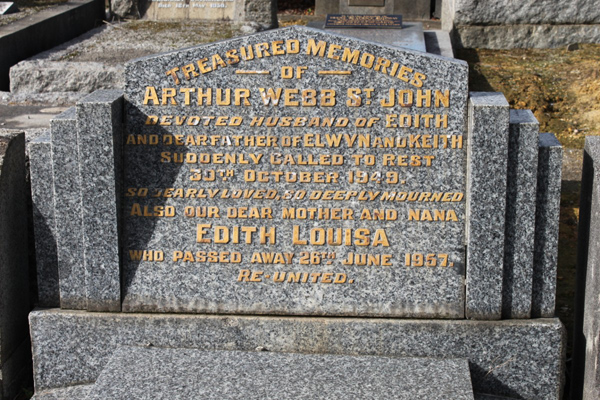 TREASURED MEMORIES
OF
ARTHUR WEBB ST JOHN
DEVOTED HUSBAND OF EDITH
AND DEAR FATHER OF ELWYN AND KEITH
SUDDENLY CALLED TO REST
30TH OCTOBER 1949.
SO DEARLY LOVED, SO DEEPLY MOURNED
ALSO OUR DEAR MOTHER AND NANA
EDITH LOUISA
WHO PASSED AWAY 26TH JUNE 1957.
RE-UNITED.